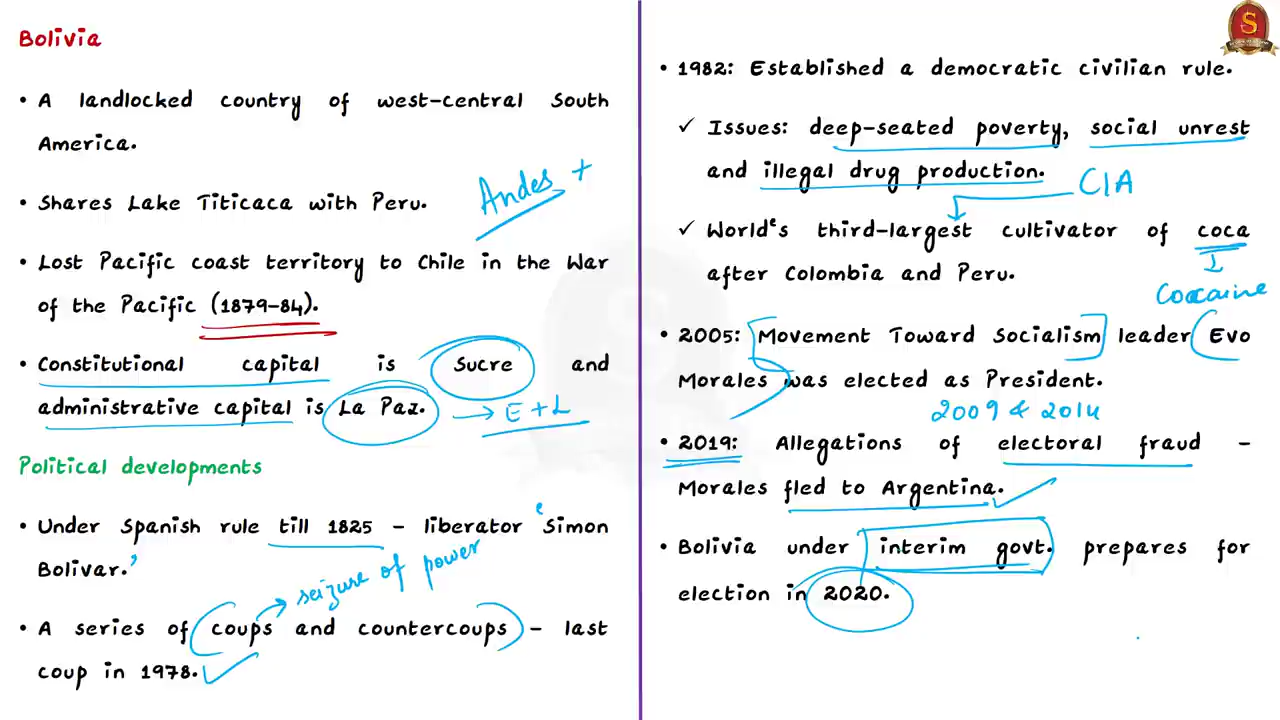 Bolivia
• A landlocked country of west-central South
America.
Andes +
• Shares Lake Titicaca with Peru.
• Lost Pacific coast territory to Chile in the War
of the Pacific (1879-84).
• Constitutional capital is Sucre and
administrative capital is La Paz. → E + L
Political developments
• Under Spanish rule till 1825 - liberator ‘Simon
Bolivar.’
seizure of power
• A series of coups and countercoups - last
coup in 1978.
• 1982: Established a democratic civilian rule.
✓ Issues: deep-seated poverty, social unrest
and illegal drug production.
CIA
✓ World's third-largest cultivator of coca
after Colombia and Peru.
Coccaine
• 2005: Movement Toward Socialism leader Evo
Morales was elected as President.
2009 & 2014
• 2019: Allegations of electoral fraud -
Morales fled to Argentina.
• Bolivia under interim govt. prepares for
election in 2020.